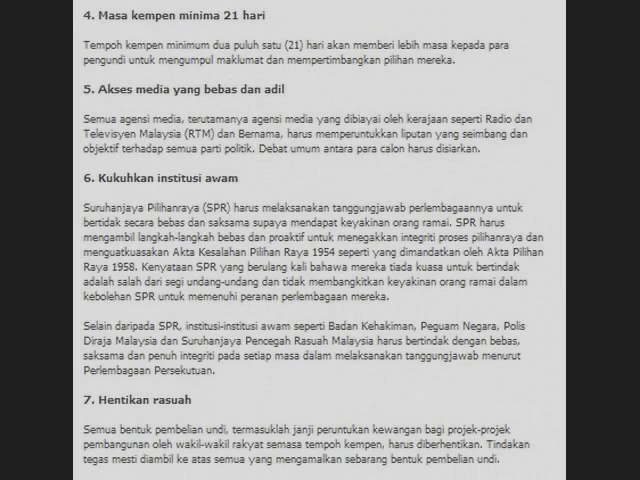 4. Masa kempen minima 21 hari
Tempoh kempen minimum dua puluh satu (21) hari akan memberi lebih masa kepada para
pengundi untuk mengumpul maklumat dan mempertimbangkan pilihan mereka.
5. Akses media yang bebas dan adil
Semua agensi media, terutamanya agensi media yang dibiayai oleh kerajaan seperti Radio dan
Televisyen Malaysia (RTM) dan Bernama, harus memperuntukkan liputan yang seimbang dan
objektif terhadap semua parti politik. Debat umum antara para calon harus disiarkan.
6. Kukuhkan institusi awam
Suruhanjaya Pilihanraya (SPR) harus melaksanakan tanggungjawab perlembagaannya untuk
bertidak secara bebas dan saksama supaya mendapat keyakinan orang ramai. SPR harus
mengambil langkah-langkah bebas dan proaktif untuk menegakkan integriti proses pilihanraya dan
menguatkuasakan Akta Kesalahan Pilihan Raya 1954 seperti yang dimandatkan oleh Akta Pilihan
Raya 1958. Kenyataan SPR yang berulang kali bahawa mereka tiada kuasa untuk bertindak
adalah salah dari segi undang-undang dan tidak membangkitkan keyakinan orang ramai dalam
kebolehan SPR untuk memenuhi peranan perlembagaan mereka.
Selain daripada SPR, institusi-institusi awam seperti Badan Kehakiman, Peguam Negara, Polis
Diraja Malaysia dan Suruhanjaya Pencegah Rasuah Malaysia harus bertindak dengan bebas,
saksama dan penuh integriti pada setiap masa dalam melaksanakan tanggungjawab menurut
Perlembagaan Persekutuan.
7. Hentikan rasuah
Semua bentuk pembelian undi, termasuklah janji peruntukan kewangan bagi projek-projek
pembangunan oleh wakil-wakil rakyat semasa tempoh kempen, harus diberhentikan. Tindakan
tegas mesti diambil ke atas semua yang mengamalkan sebarang bentuk pembelian undi.